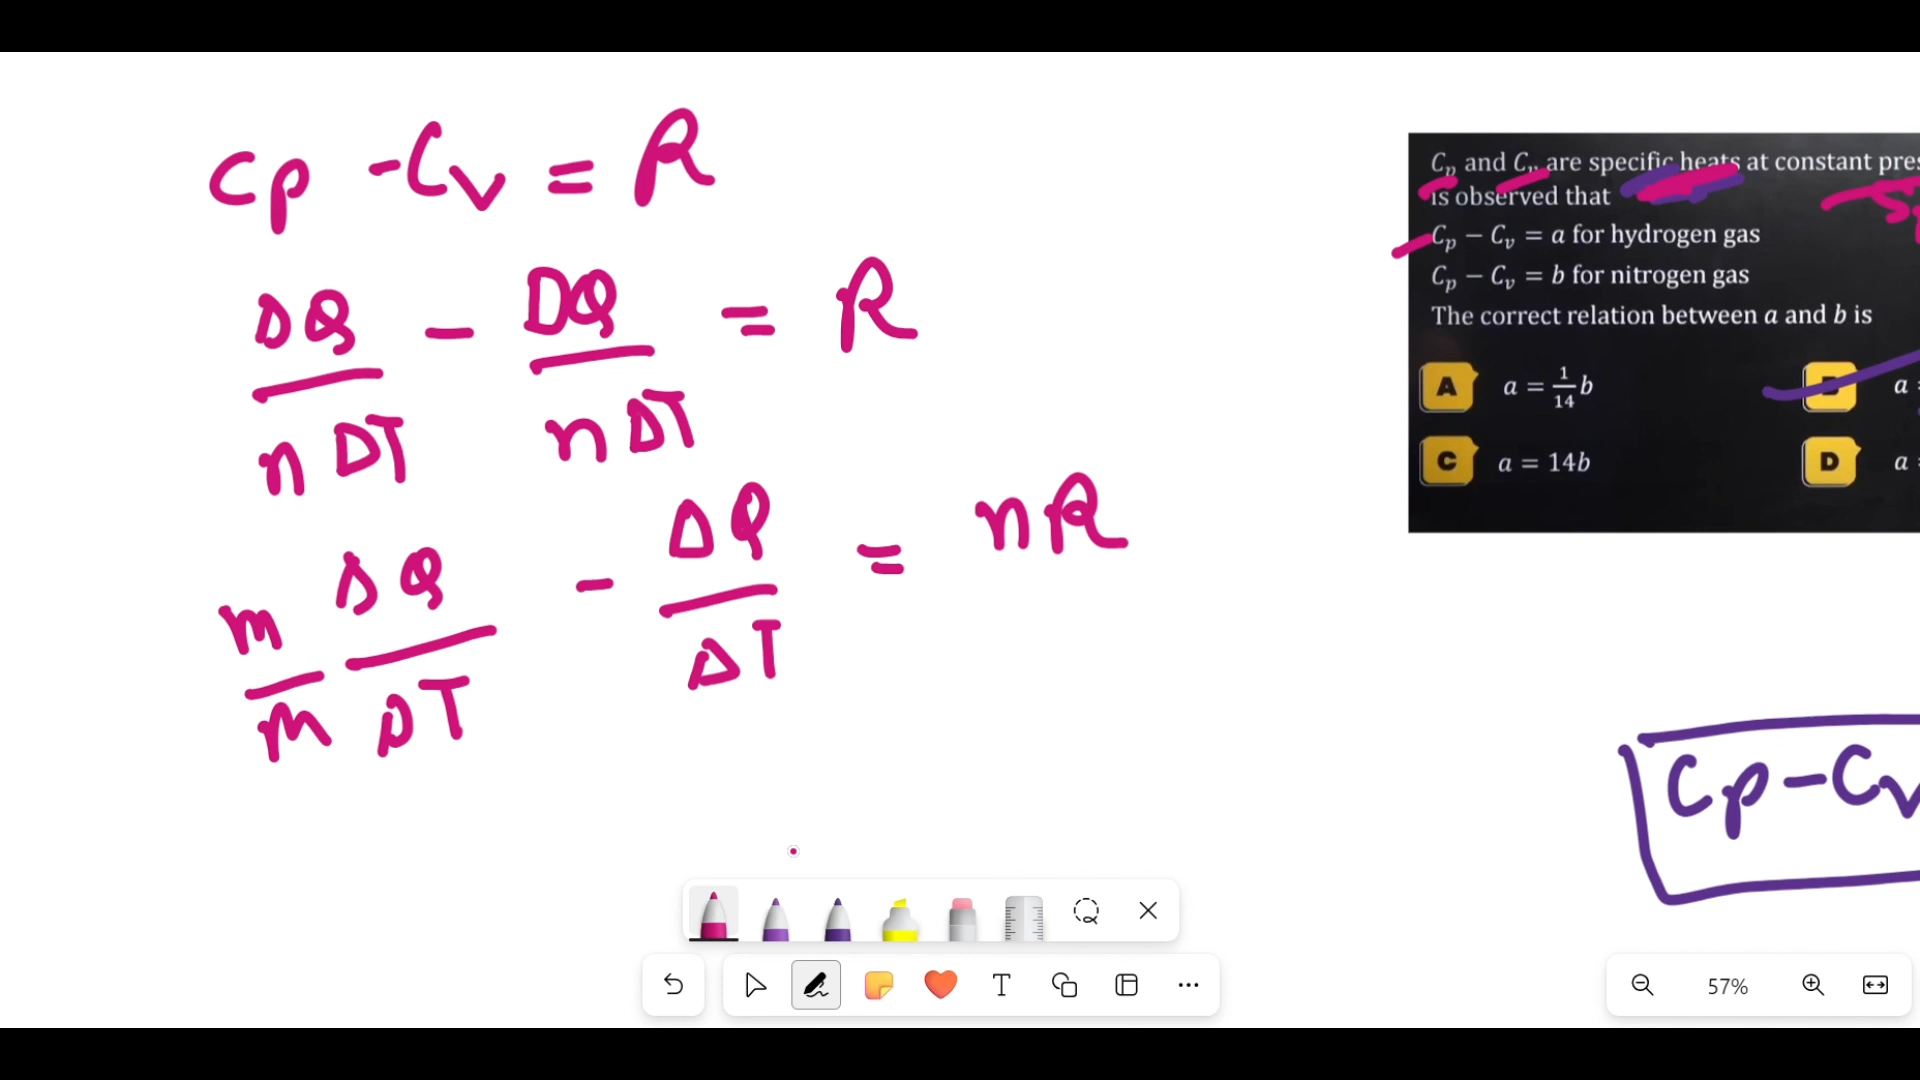 Cp - Cv = R
ΔQ/nΔT - ΔQ/nΔT = R
m/m ΔQ/ΔT - ΔQ/ΔT = nR
Cp and Cv are specific heats at constant pres
is observed that
Cp − Cv = a for hydrogen gas
Cp − Cv = b for nitrogen gas
The correct relation between a and b is
A a = 1/14 b
B a =
C a = 14b
D a =
Cp - Cv
T
57%